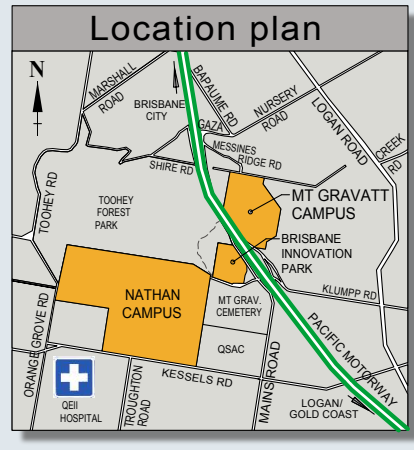 Location plan
N
MARSHALL
ROAD
BRISBANE
CITY
BAPAUME RD
GAZA
NURSERY
ROAD
LOGAN ROAD
CREEK
RD
MESSINES
RIDGE RD
SHIRE RD
TOOHEY RD
TOOHEY
FOREST
PARK
MT GRAVATT
CAMPUS
BRISBANE
INNOVATION
PARK
NATHAN
CAMPUS
MT GRAV.
CEMETERY
KLUMPP RD
QSAC
ORANGE GROVE RD
KESSELS RD
MAINS ROAD
PACIFIC MOTORWAY
QEII
HOSPITAL
TROUGHTON
ROAD
LOGAN/
GOLD COAST